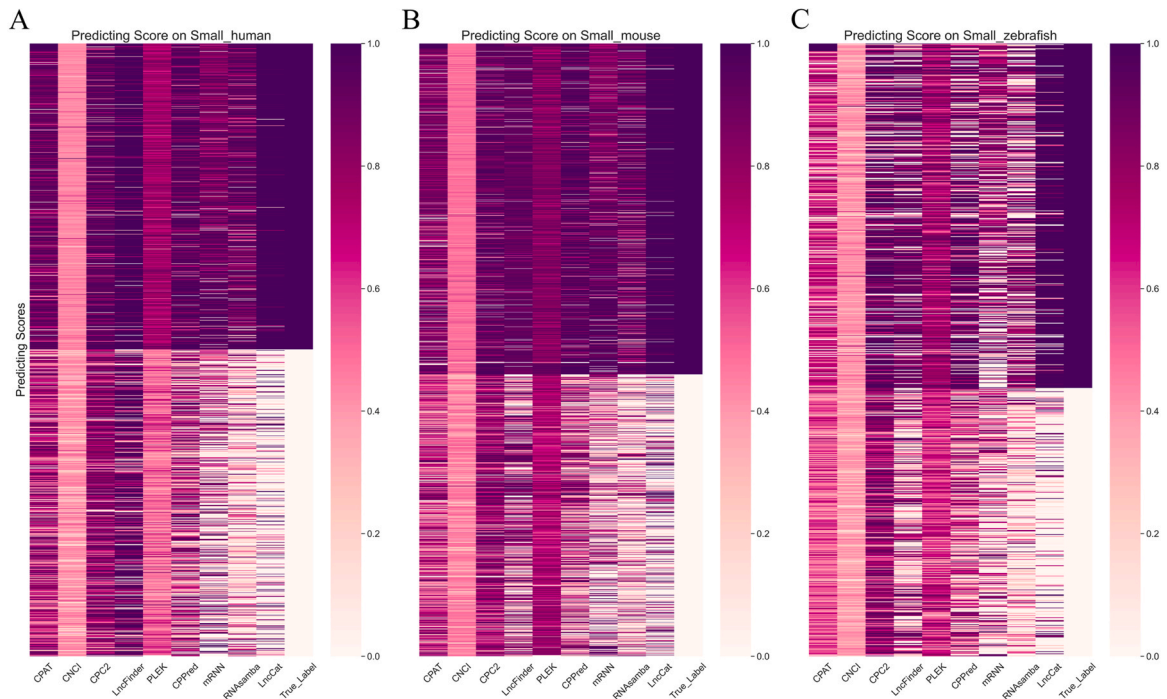 A
Predicting Score on Small_human
Predicting Scores
1.0
0.8
0.6
0.4
0.2
0.0
CPAT
CNCI
CPC2
LncFinder
PLEK
CPPred
mRNN
RNAsamba
LncCat
True_Label
B
Predicting Score on Small_mouse
1.0
0.8
0.6
0.4
0.2
0.0
CPAT
CNCI
CPC2
LncFinder
PLEK
CPPred
mRNN
RNAsamba
LncCat
True_Label
C
Predicting Score on Small_zebrafish
1.0
0.8
0.6
0.4
0.2
0.0
CPAT
CNCI
CPC2
LncFinder
PLEK
CPPred
mRNN
RNAsamba
LncCat
True_Label